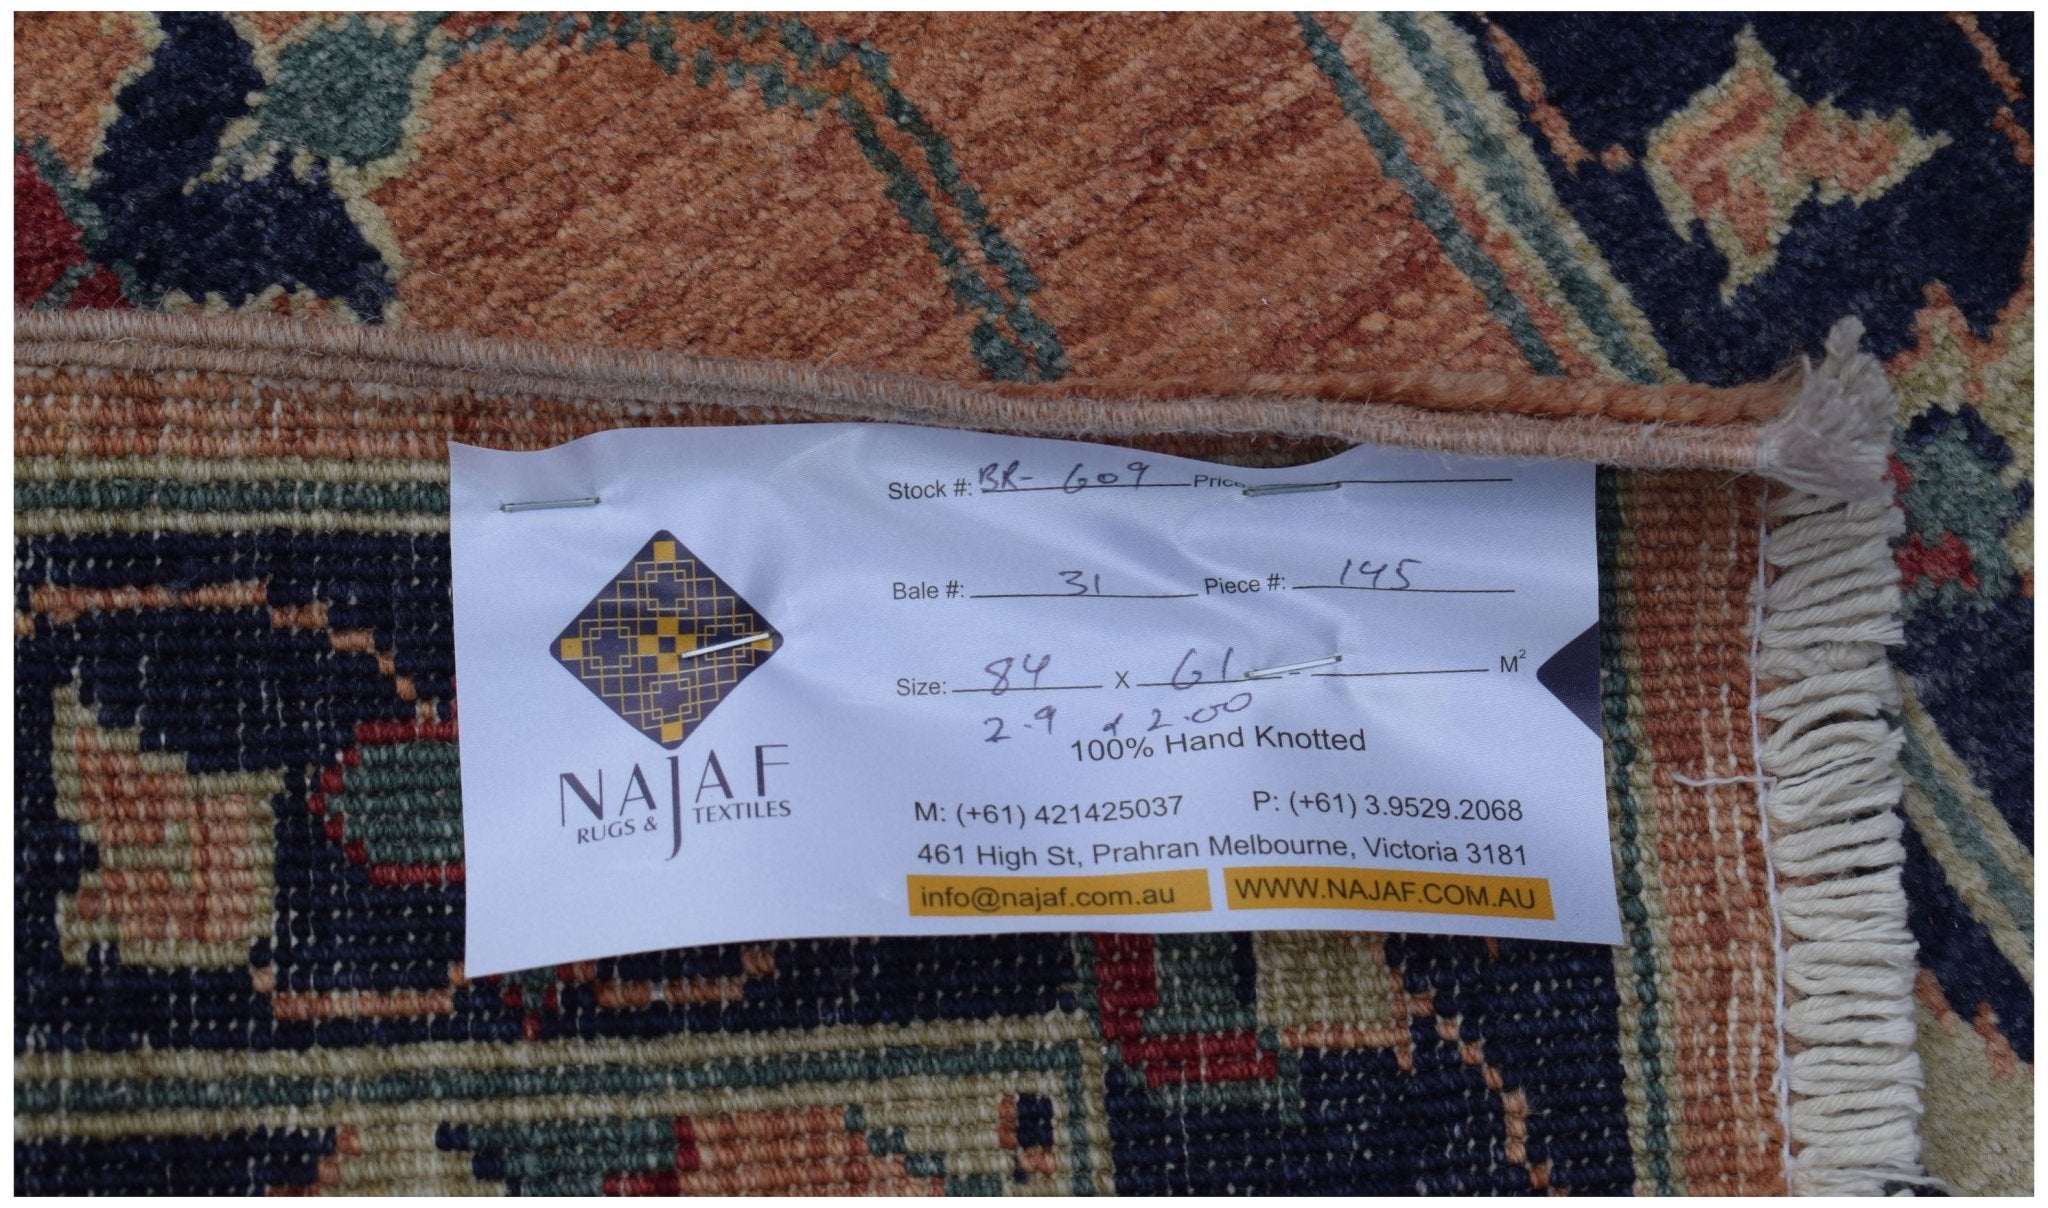 NAJAF
RUGS & TEXTILES
Stock #: BR- 609 Price
Bale #: 31 Piece #: 145
Size: 84 X 61 - M²
2.9 x 2.00
100% Hand Knotted
M: (+61) 421425037 P: (+61) 3.9529.2068
461 High St, Prahran Melbourne, Victoria 3181
info@najaf.com.au WWW.NAJAF.COM.AU